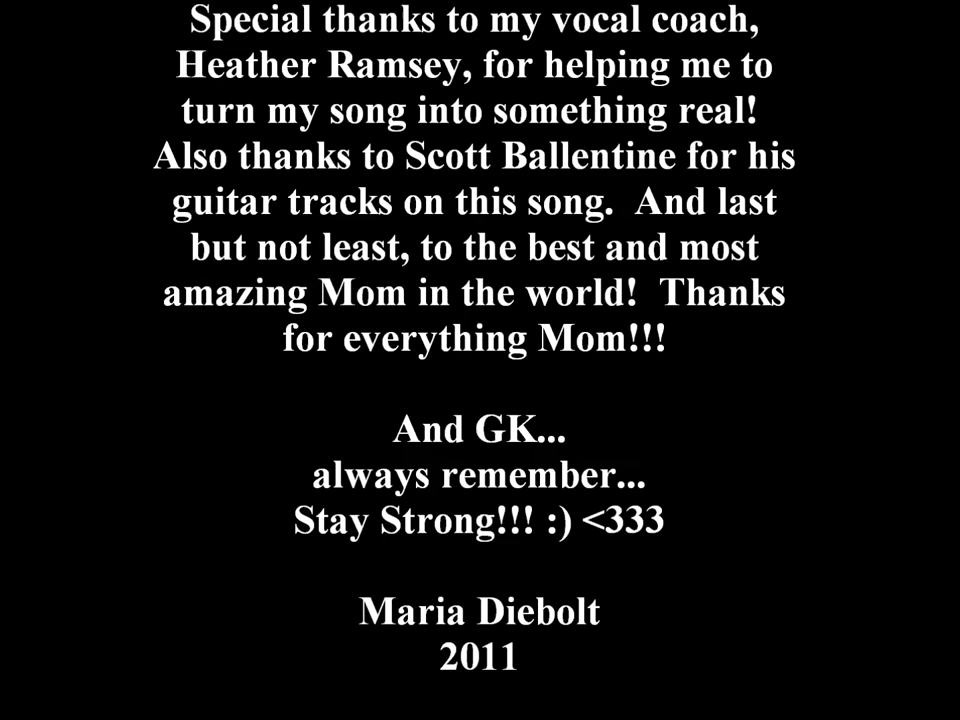 Special thanks to my vocal coach,
Heather Ramsey, for helping me to
turn my song into something real!
Also thanks to Scott Ballentine for his
guitar tracks on this song.  And last
but not least, to the best and most
amazing Mom in the world!  Thanks
for everything Mom!!!
And GK...
always remember...
Stay Strong!!! :) <333
Maria Diebolt
2011